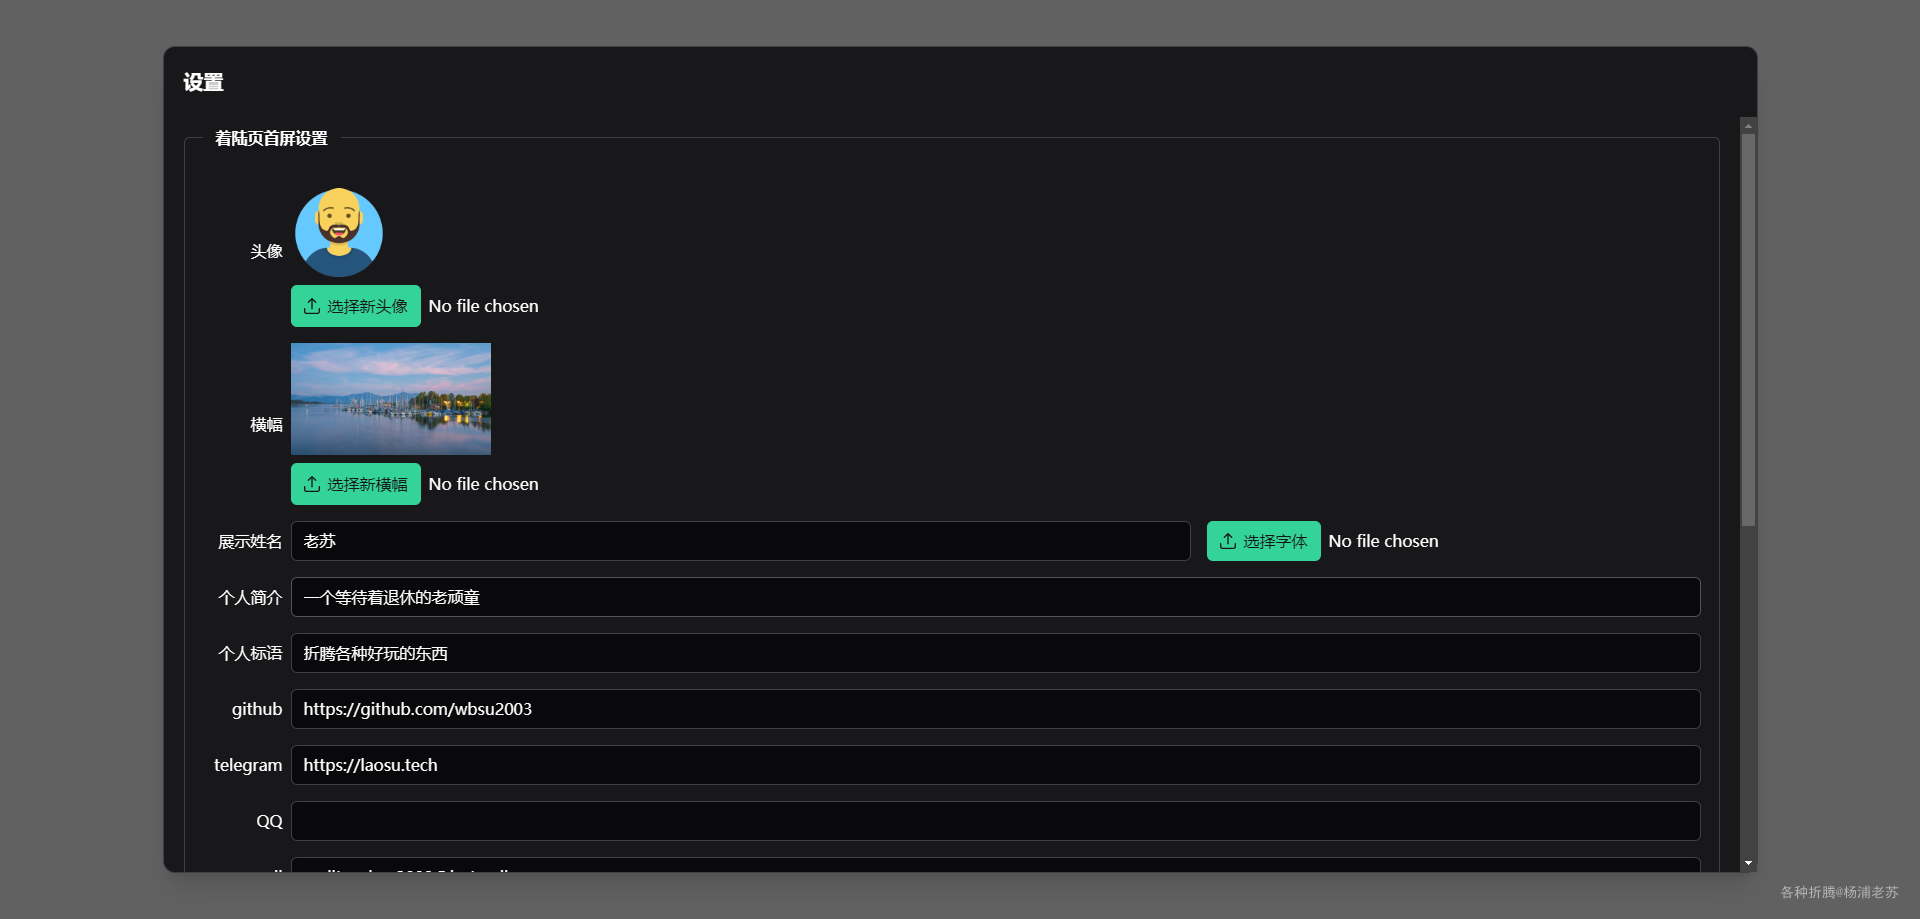 设置
着陆页首屏设置
头像
选择新头像 No file chosen
横幅
选择新横幅 No file chosen
展示姓名 老苏 选择字体 No file chosen
个人简介 一个等待着退休的老顽童
个人标语 折腾各种好玩的东西
github https://github.com/wbsu2003
telegram https://laosu.tech
QQ
各种折腾@杨浦老苏